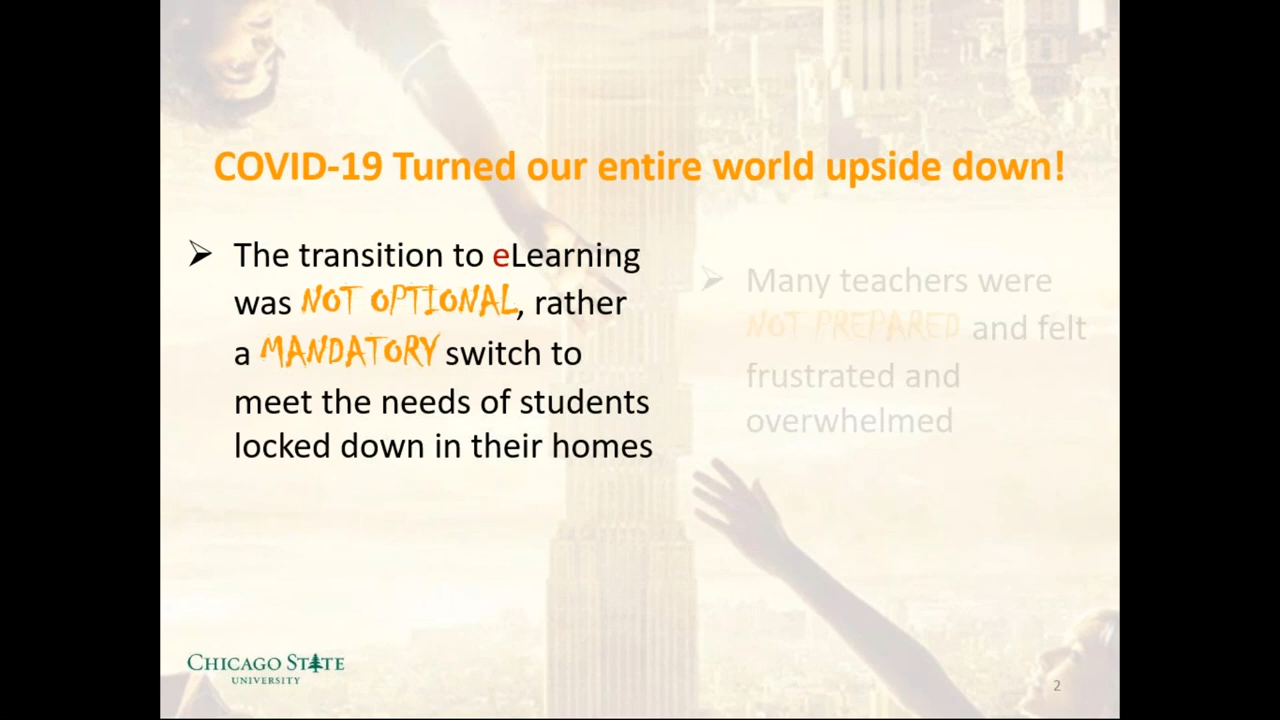 COVID-19 Turned our entire world upside down!
➢ The transition to eLearning
was NOT OPTIONAL, rather
a MANDATORY switch to
meet the needs of students
locked down in their homes
➢ Many teachers were
NOT PREPARED and felt
frustrated and
overwhelmed
CHICAGO STATE
UNIVERSITY
2